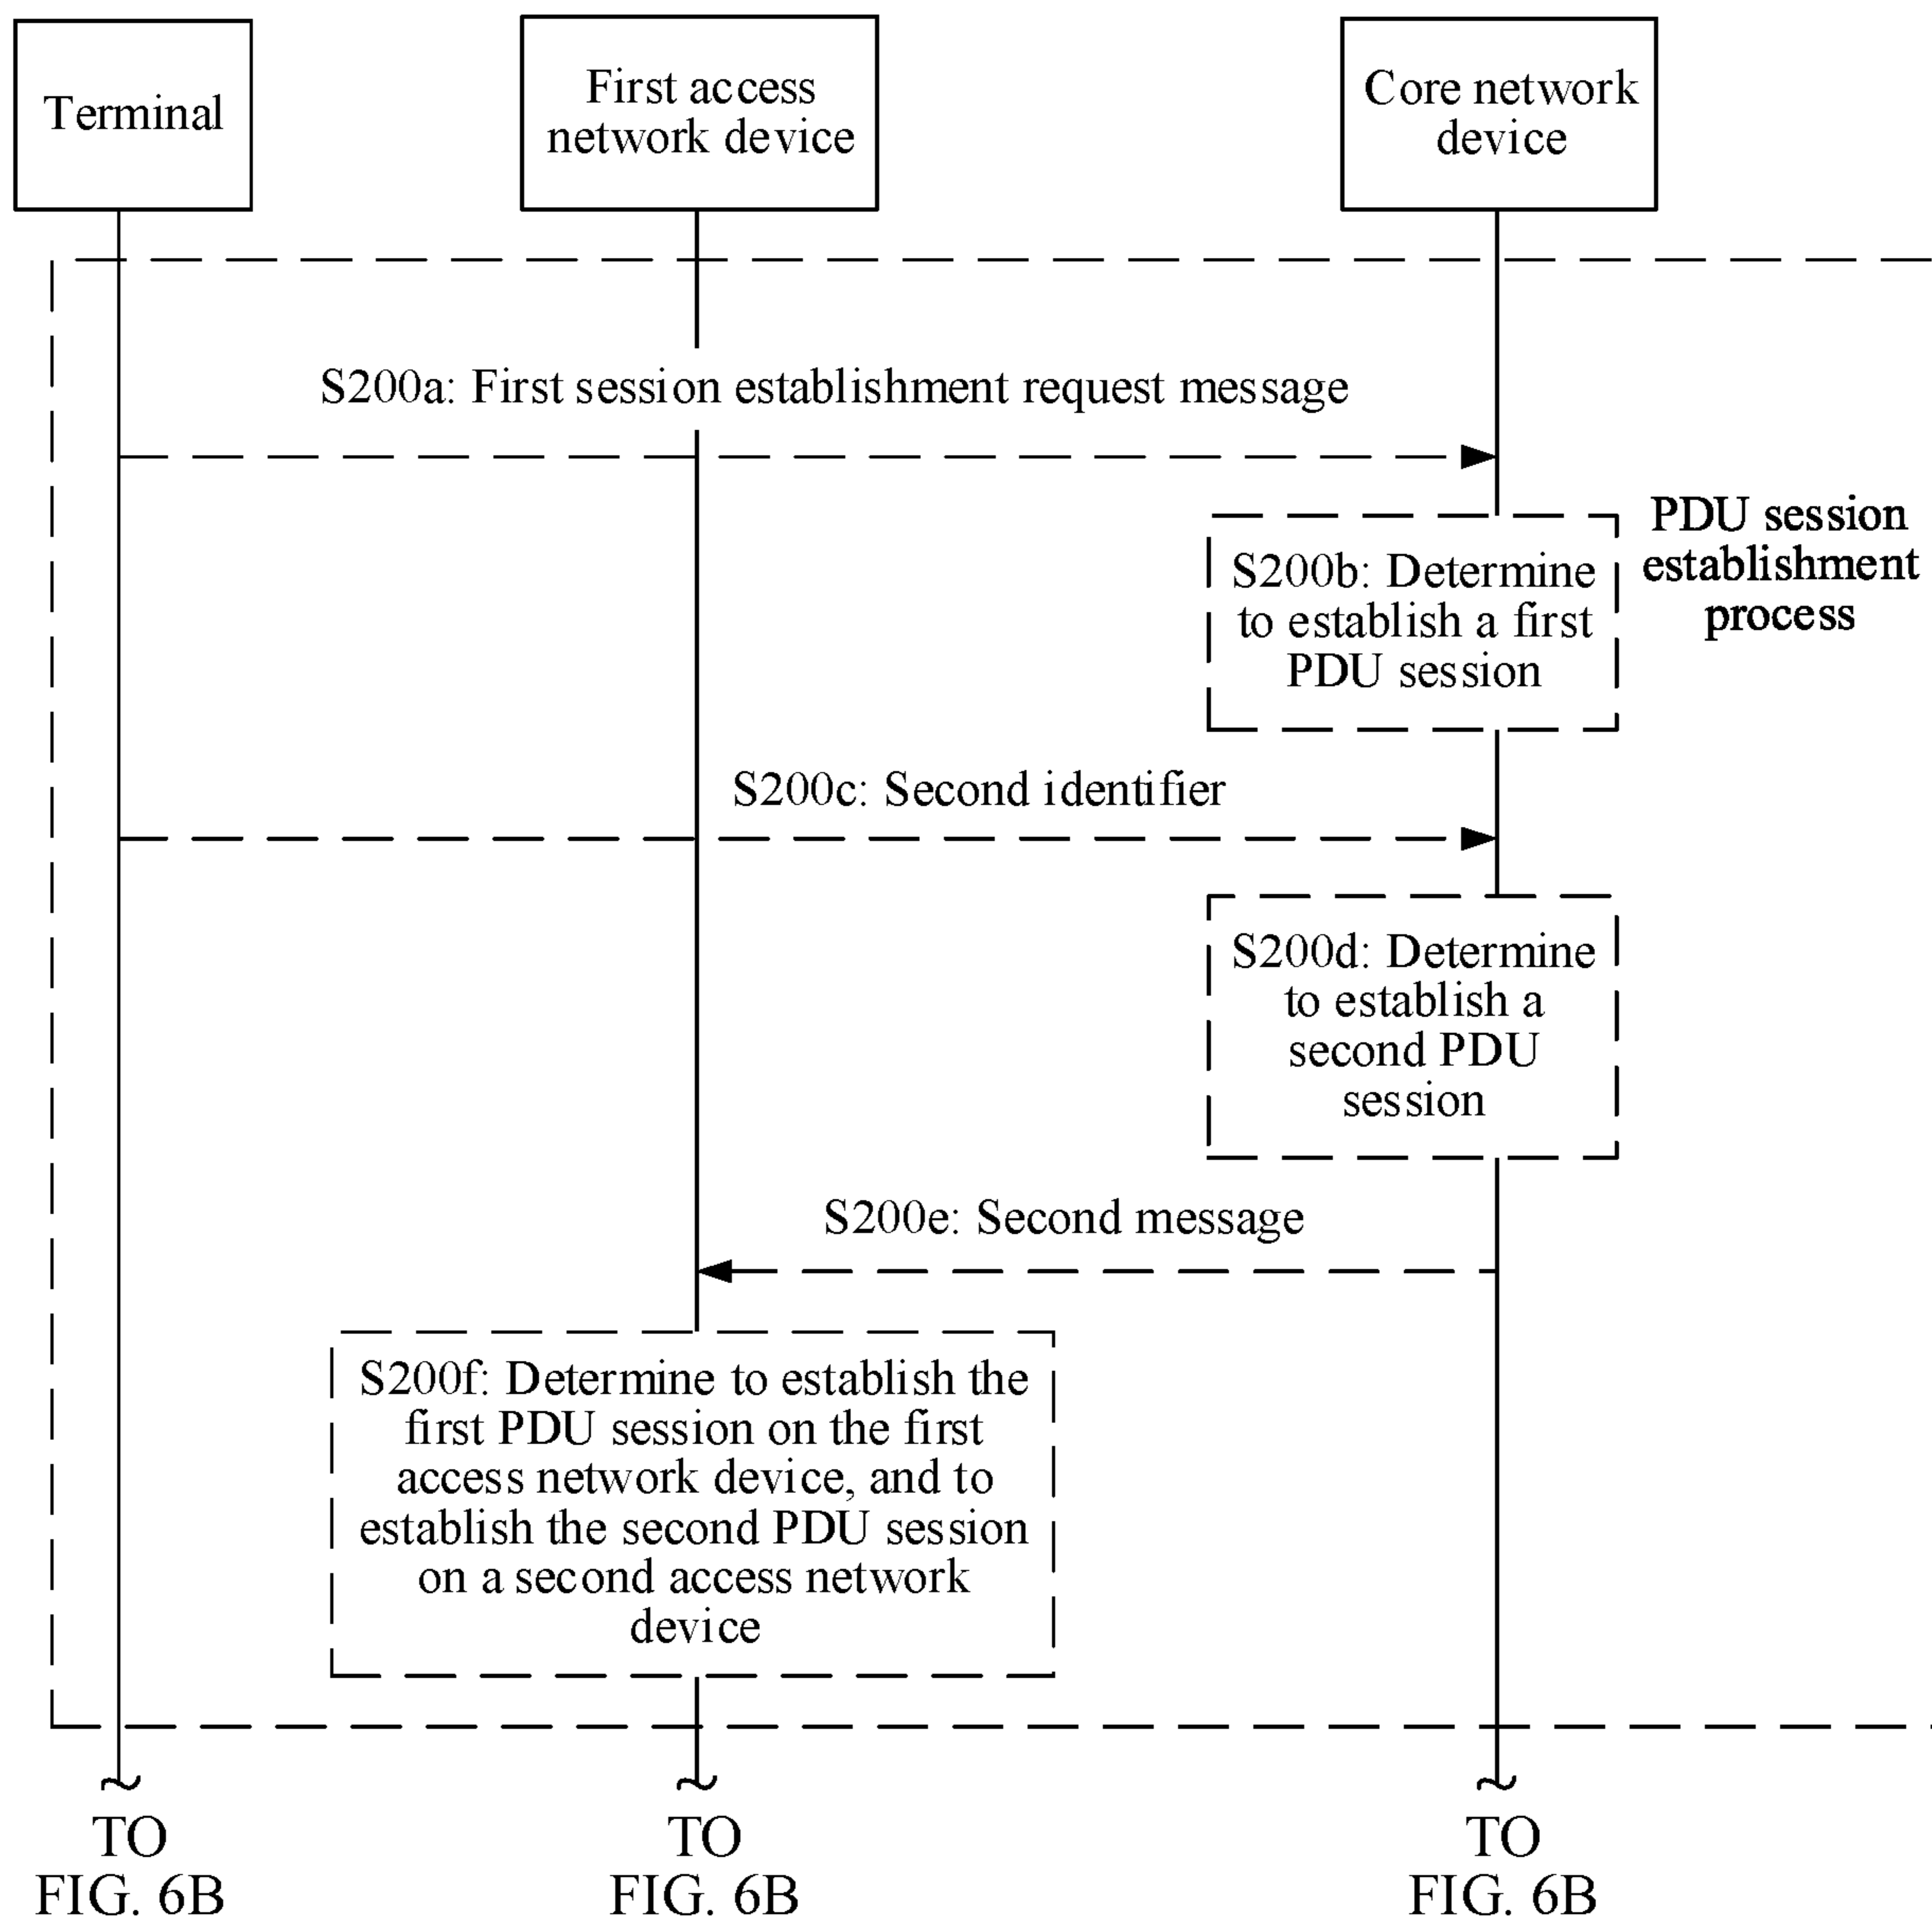 Terminal
First access
network device
Core network
device
S200a: First session establishment request message
PDU session
establishment
process
S200b: Determine
to establish a first
PDU session
S200c: Second identifier
S200d: Determine
to establish a
second PDU
session
S200e: Second message
S200f: Determine to establish the
first PDU session on the first
access network device, and to
establish the second PDU session
on a second access network
device
TO
FIG. 6B
TO
FIG. 6B
TO
FIG. 6B